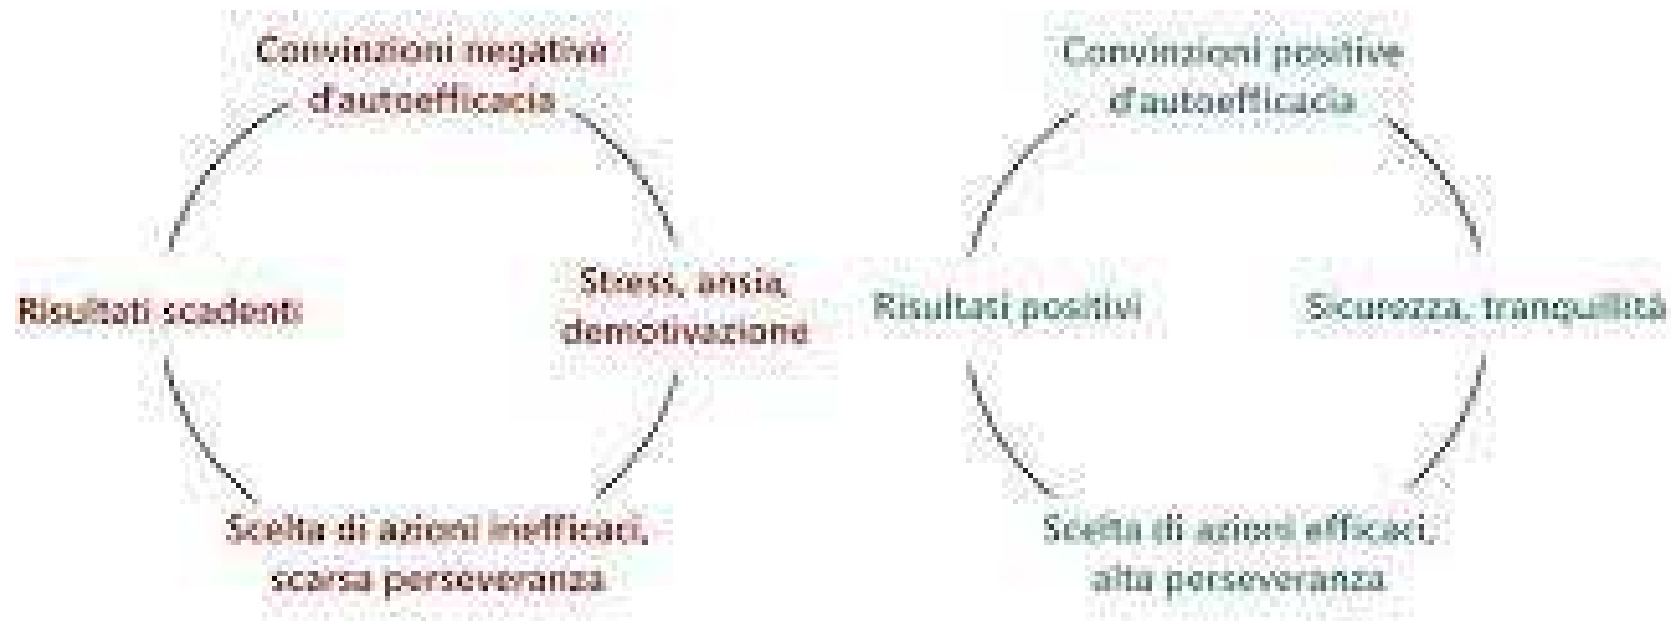 Convinzioni negative
d'autoefficacia
Stress, ansia,
demotivazione
Scelta di azioni inefficaci,
scarsa perseveranza
Risultati scadenti
Convinzioni positive
d'autoefficacia
Sicurezza, tranquillità
Scelta di azioni efficaci,
alta perseveranza
Risultati positivi